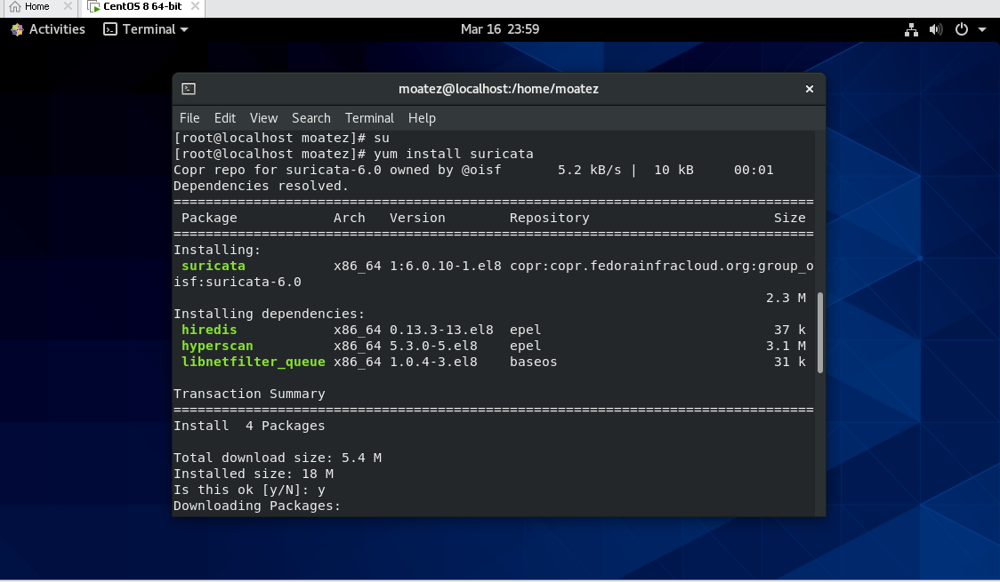 Home
CentOS 8 64-bit
Activities Terminal Mar 16 23:59
moatez@localhost:/home/moatez
File Edit View Search Terminal Help
[root@localhost moatez]# su
[root@localhost moatez]# yum install suricata
Copr repo for suricata-6.0 owned by @oisf       5.2 kB/s |  10 kB     00:01
Dependencies resolved.
================================================================================
 Package            Arch   Version        Repository                       Size
================================================================================
Installing:
 suricata           x86_64 1:6.0.10-1.el8 copr:copr.fedorainfracloud.org:group_o
isf:suricata-6.0
                                                                          2.3 M
Installing dependencies:
 hiredis            x86_64 0.13.3-13.el8  epel                             37 k
 hyperscan          x86_64 5.3.0-5.el8    epel                            3.1 M
 libnetfilter_queue x86_64 1.0.4-3.el8    baseos                           31 k
Transaction Summary
================================================================================
Install  4 Packages
Total download size: 5.4 M
Installed size: 18 M
Is this ok [y/N]: y
Downloading Packages: